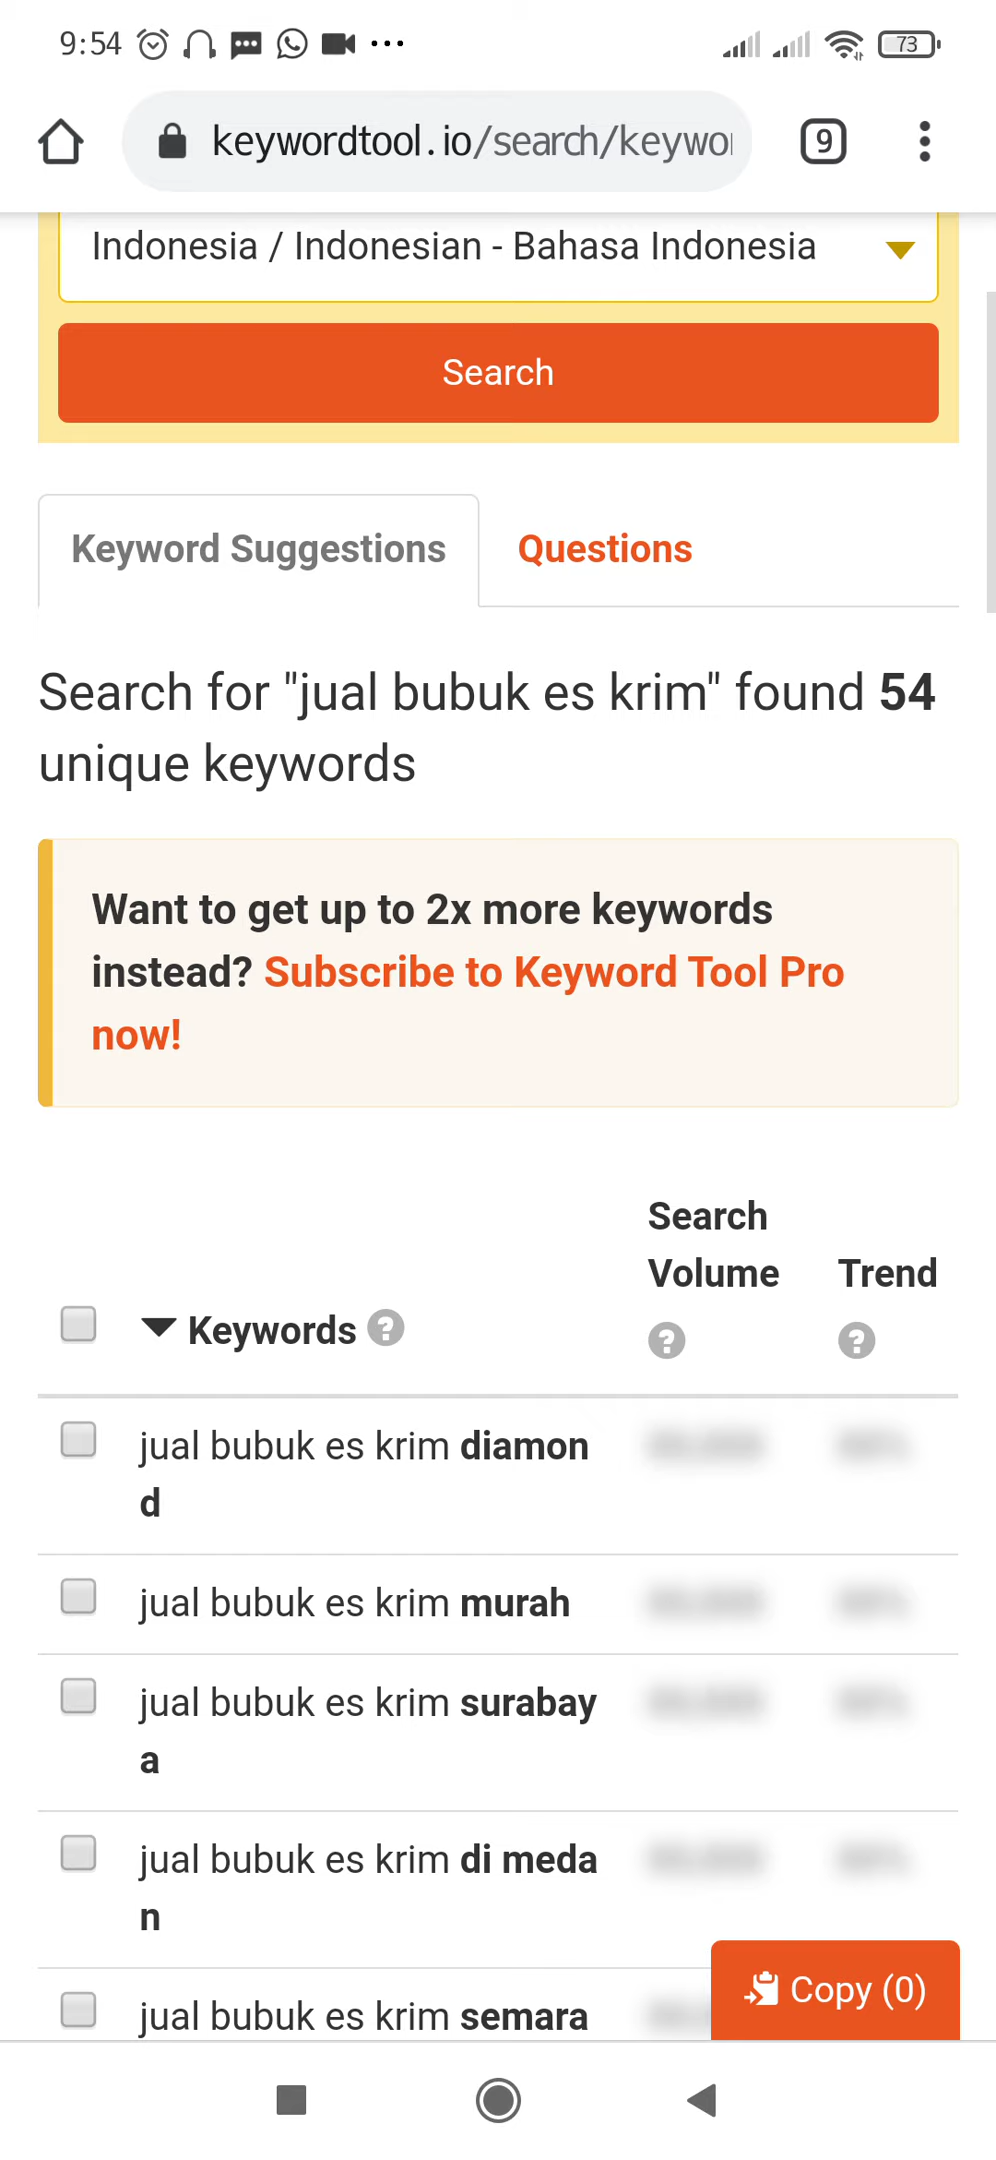 9:54
73
keywordtool.io/search/keywo
9
Indonesia / Indonesian - Bahasa Indonesia
Search
Keyword Suggestions
Questions
Search for "jual bubuk es krim" found 54
unique keywords
Want to get up to 2x more keywords
instead? Subscribe to Keyword Tool Pro
now!
Search
Volume
Trend
Keywords ?
?
?
jual bubuk es krim diamon
d
jual bubuk es krim murah
jual bubuk es krim surabay
a
jual bubuk es krim di meda
n
jual bubuk es krim semara
Copy (0)